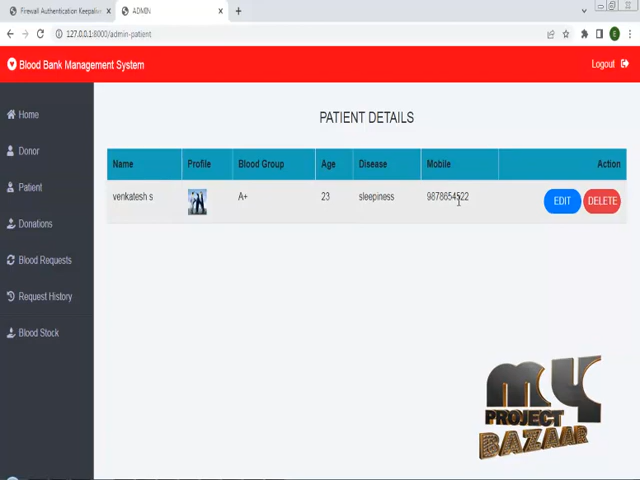 Firewall Authentication Keepaliv
ADMIN
127.0.0.1:8000/admin-patient
E
Blood Bank Management System
Logout
Home
Donor
Patient
Donations
Blood Requests
Request History
Blood Stock
PATIENT DETAILS
Name Profile Blood Group Age Disease Mobile Action
venkatesh s A+ 23 sleepiness 9878654522 EDIT DELETE
MY
PROJECT
BAZAAR